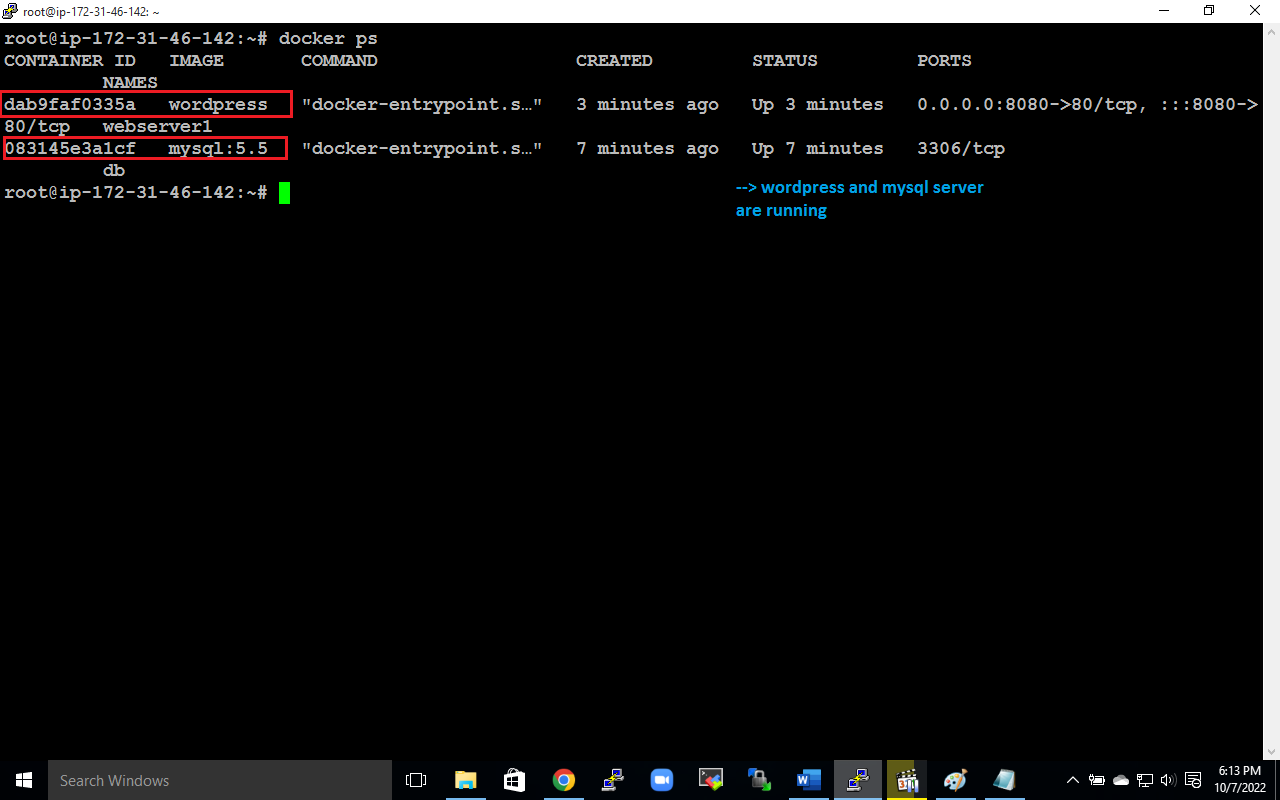 root@ip-172-31-46-142: ~
root@ip-172-31-46-142:~# docker ps
CONTAINER ID   IMAGE       COMMAND                  CREATED         STATUS         PORTS
         NAMES
dab9faf0335a   wordpress   "docker-entrypoint.s…"   3 minutes ago   Up 3 minutes   0.0.0.0:8080->80/tcp, :::8080->
80/tcp   webserver1
083145e3a1cf   mysql:5.5   "docker-entrypoint.s…"   7 minutes ago   Up 7 minutes   3306/tcp
         db
root@ip-172-31-46-142:~#
--> wordpress and mysql server
are running
Search Windows
6:13 PM
10/7/2022